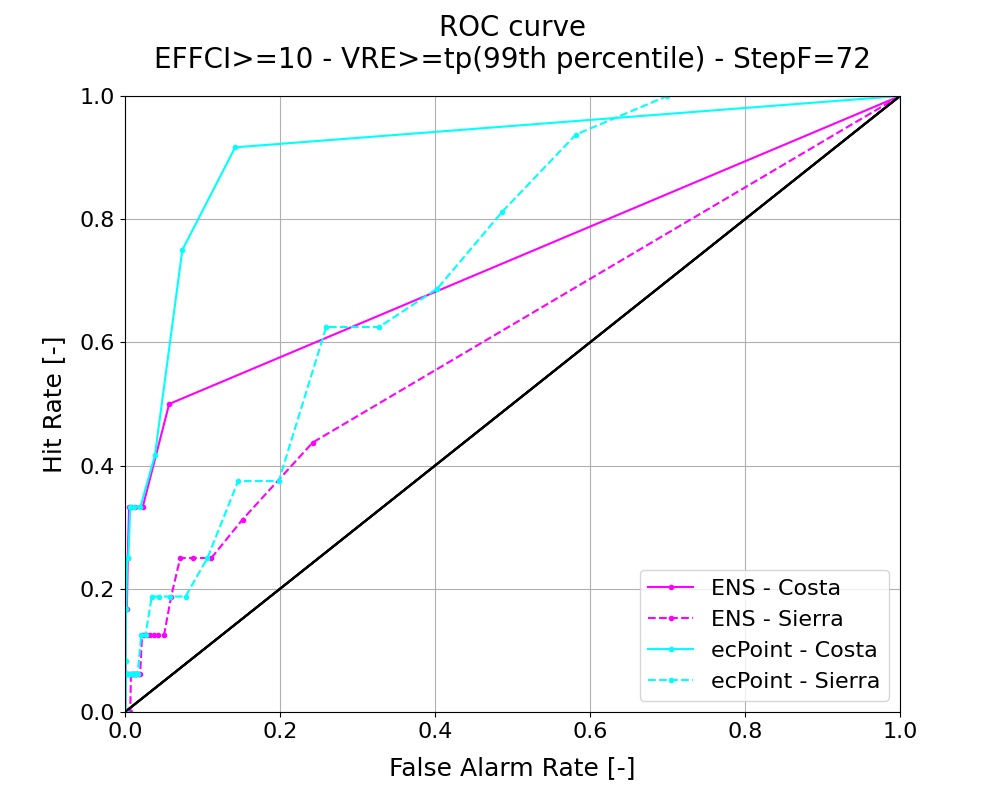 ROC curve
EFFCI>=10 - VRE>=tp(99th percentile) - StepF=72
1.0
0.8
0.6
0.4
0.2
0.0
Hit Rate [-]
0.0 0.2 0.4 0.6 0.8 1.0
False Alarm Rate [-]
ENS - Costa
ENS - Sierra
ecPoint - Costa
ecPoint - Sierra